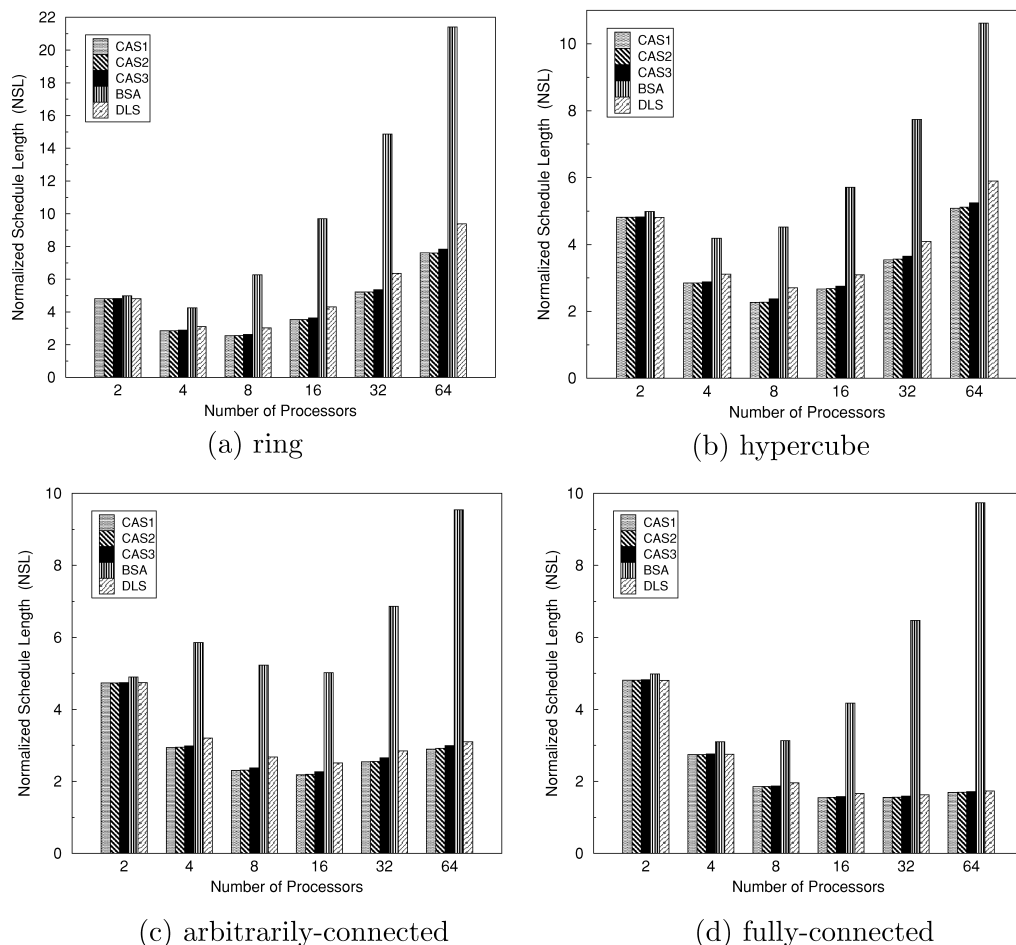 22
20
18
16
14
12
10
8
6
4
2
0
Normalized Schedule Length (NSL)
CAS1
CAS2
CAS3
BSA
DLS
2 4 8 16 32 64
Number of Processors
(a) ring
10
8
6
4
2
0
Normalized Schedule Length (NSL)
CAS1
CAS2
CAS3
BSA
DLS
2 4 8 16 32 64
Number of Processors
(b) hypercube
10
8
6
4
2
0
Normalized Schedule Length (NSL)
CAS1
CAS2
CAS3
BSA
DLS
2 4 8 16 32 64
Number of Processors
(c) arbitrarily-connected
10
8
6
4
2
0
Normalized Schedule Length (NSL)
CAS1
CAS2
CAS3
BSA
DLS
2 4 8 16 32 64
Number of Processors
(d) fully-connected